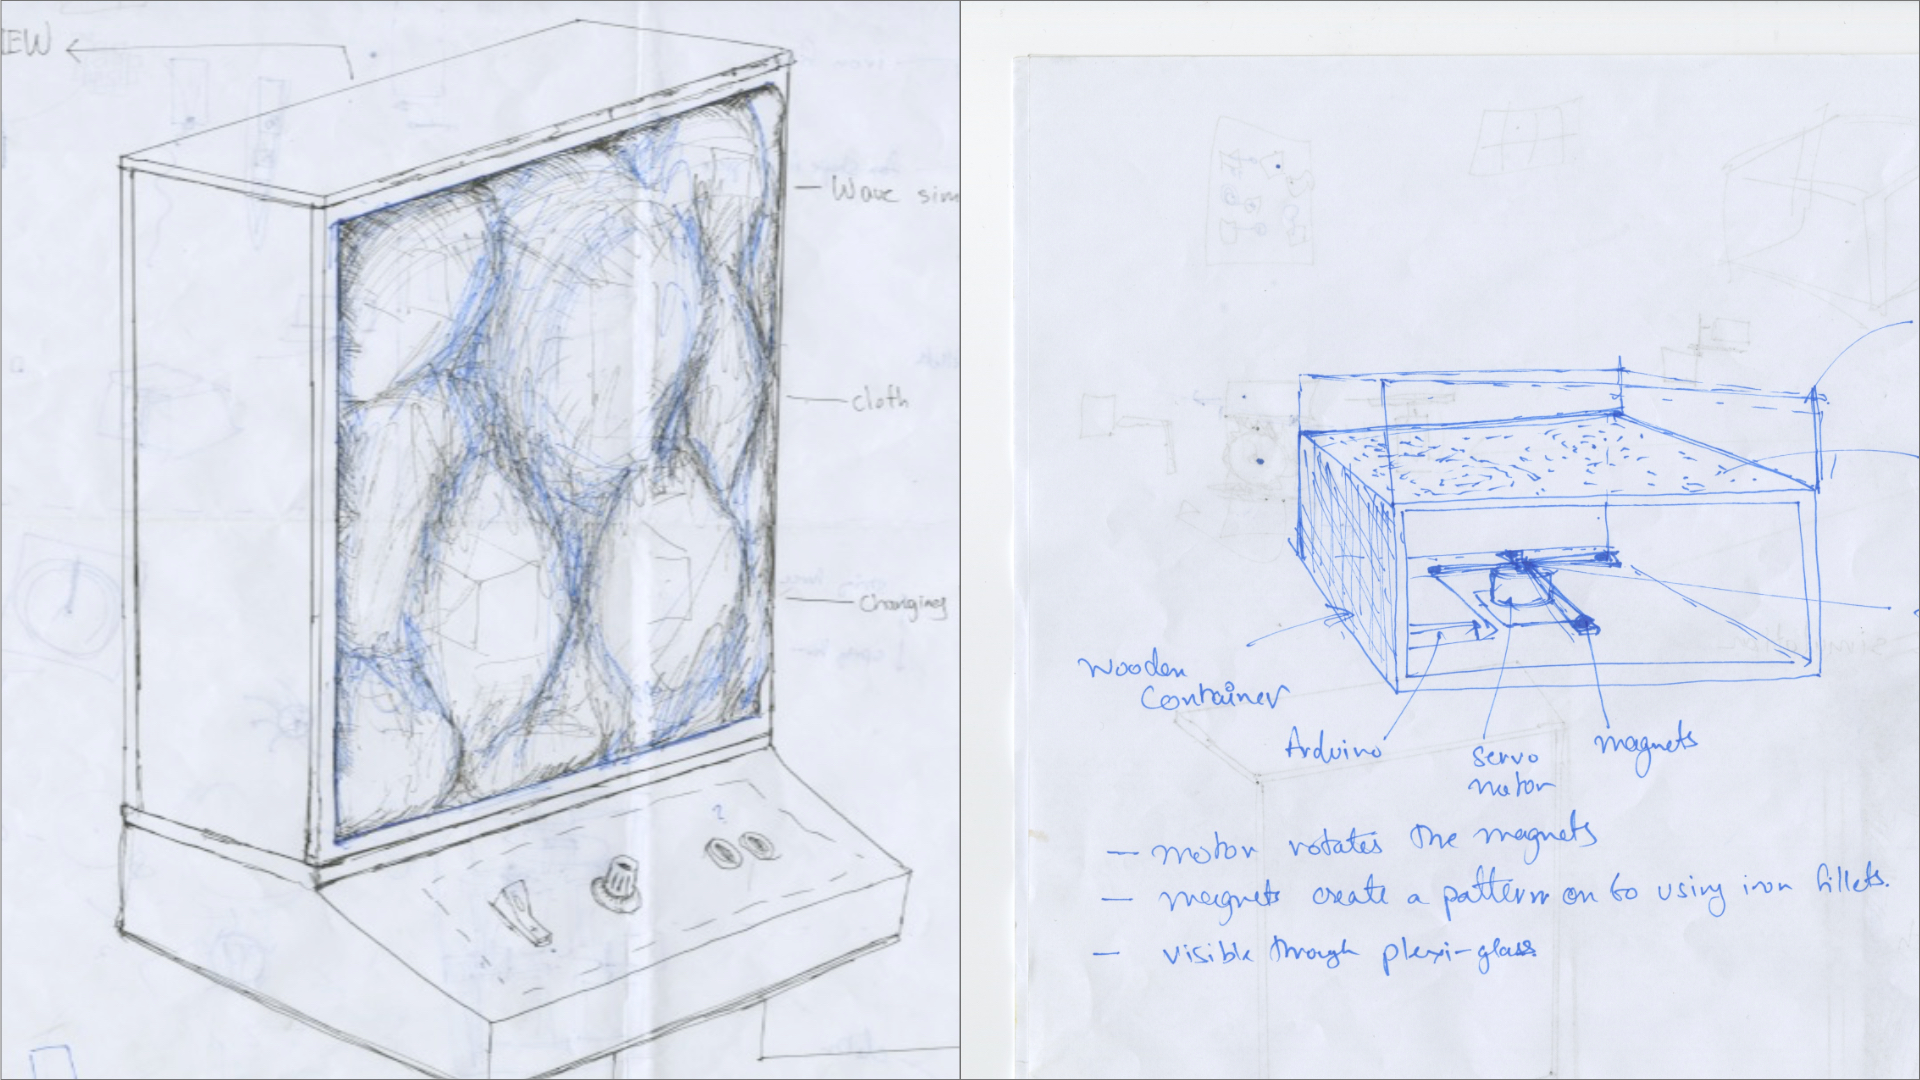 IEW
— Wave sim
— cloth
— Changing
?
Wooden
Container
Arduino
servo
motor
magnets
— motor rotates the magnets
— magnets create a pattern on to using iron fillets.
— visible through plexi-glass